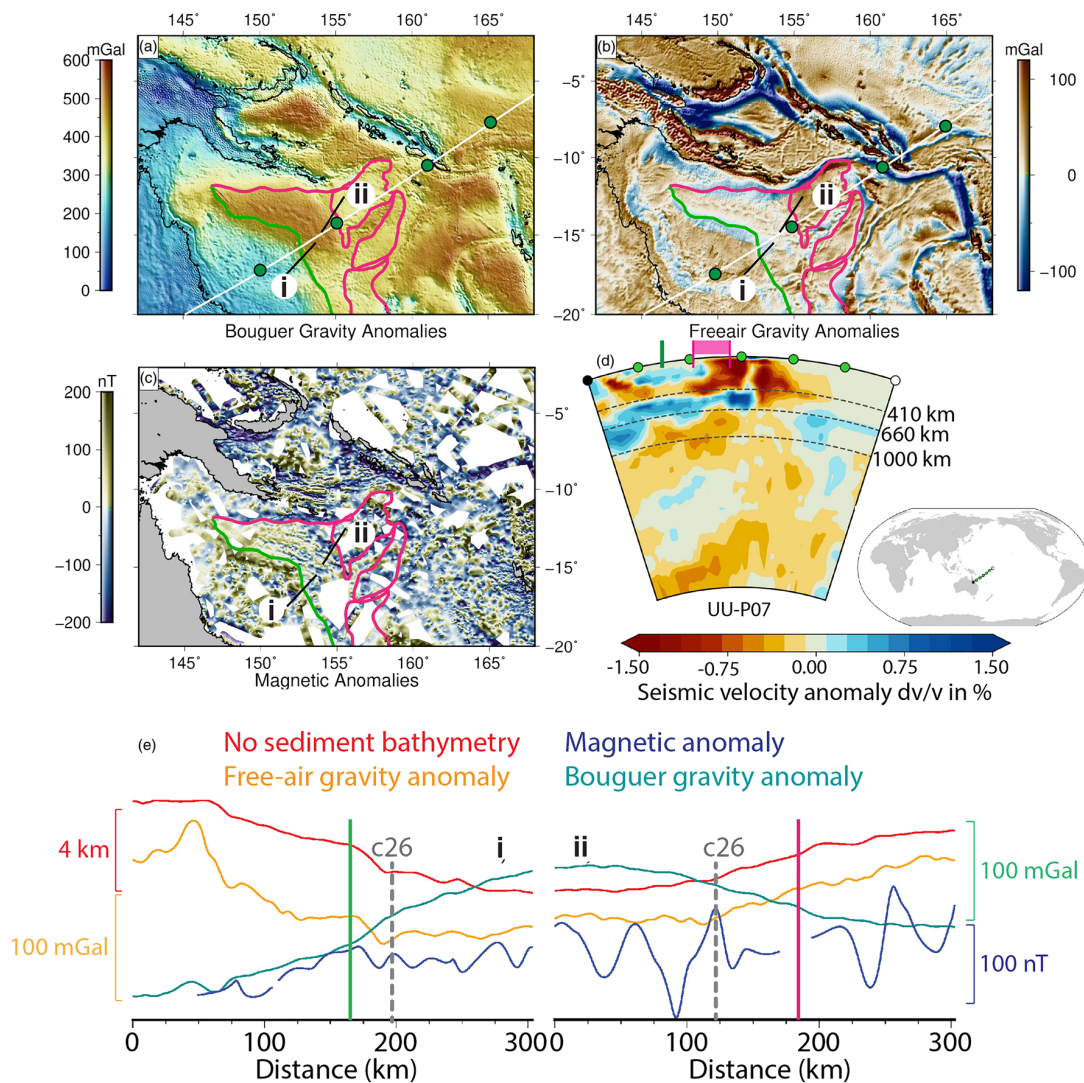 145˚ 150˚ 155˚ 160˚ 165˚
145˚ 150˚ 155˚ 160˚ 165˚
mGal
600
500
400
300
200
100
0
(a)
ii
i
Bouguer Gravity Anomalies
(b)
−5˚
−10˚
−15˚
−20˚
ii
i
Freeair Gravity Anomalies
mGal
100
0
−100
nT
200
100
0
−100
−200
(c)
−5˚
−10˚
−15˚
−20˚
ii
i
145˚ 150˚ 155˚ 160˚ 165˚
Magnetic Anomalies
(d)
410 km
660 km
1000 km
UU-P07
-1.50 -0.75 0.00 0.75 1.50
Seismic velocity anomaly dv/v in %
(e)
No sediment bathymetry
Free-air gravity anomaly
Magnetic anomaly
Bouguer gravity anomaly
4 km
100 mGal
c26
i
ii
c26
100 mGal
100 nT
0 100 200 300
Distance (km)
0 100 200 300
Distance (km)